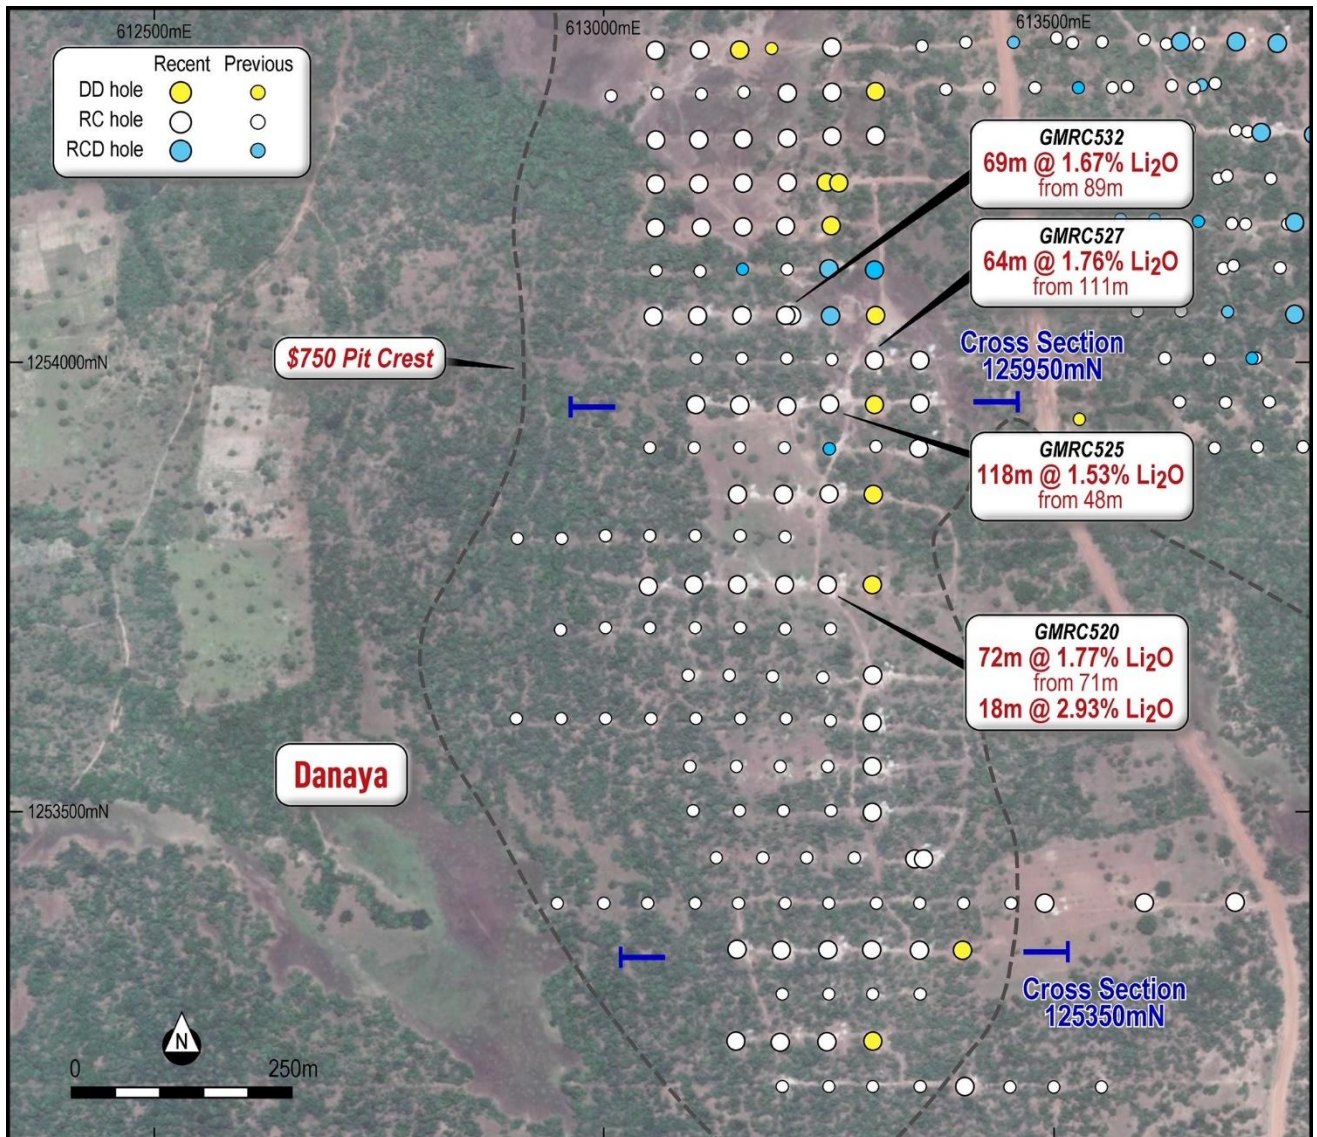 612500mE
613000mE
613500mE
Recent Previous
DD hole
RC hole
RCD hole
GMRC532
69m @ 1.67% Li2O
from 89m
GMRC527
64m @ 1.76% Li2O
from 111m
$750 Pit Crest
1254000mN
Cross Section
125950mN
GMRC525
118m @ 1.53% Li2O
from 48m
GMRC520
72m @ 1.77% Li2O
from 71m
18m @ 2.93% Li2O
Danaya
1253500mN
Cross Section
125350mN
N
0 250m